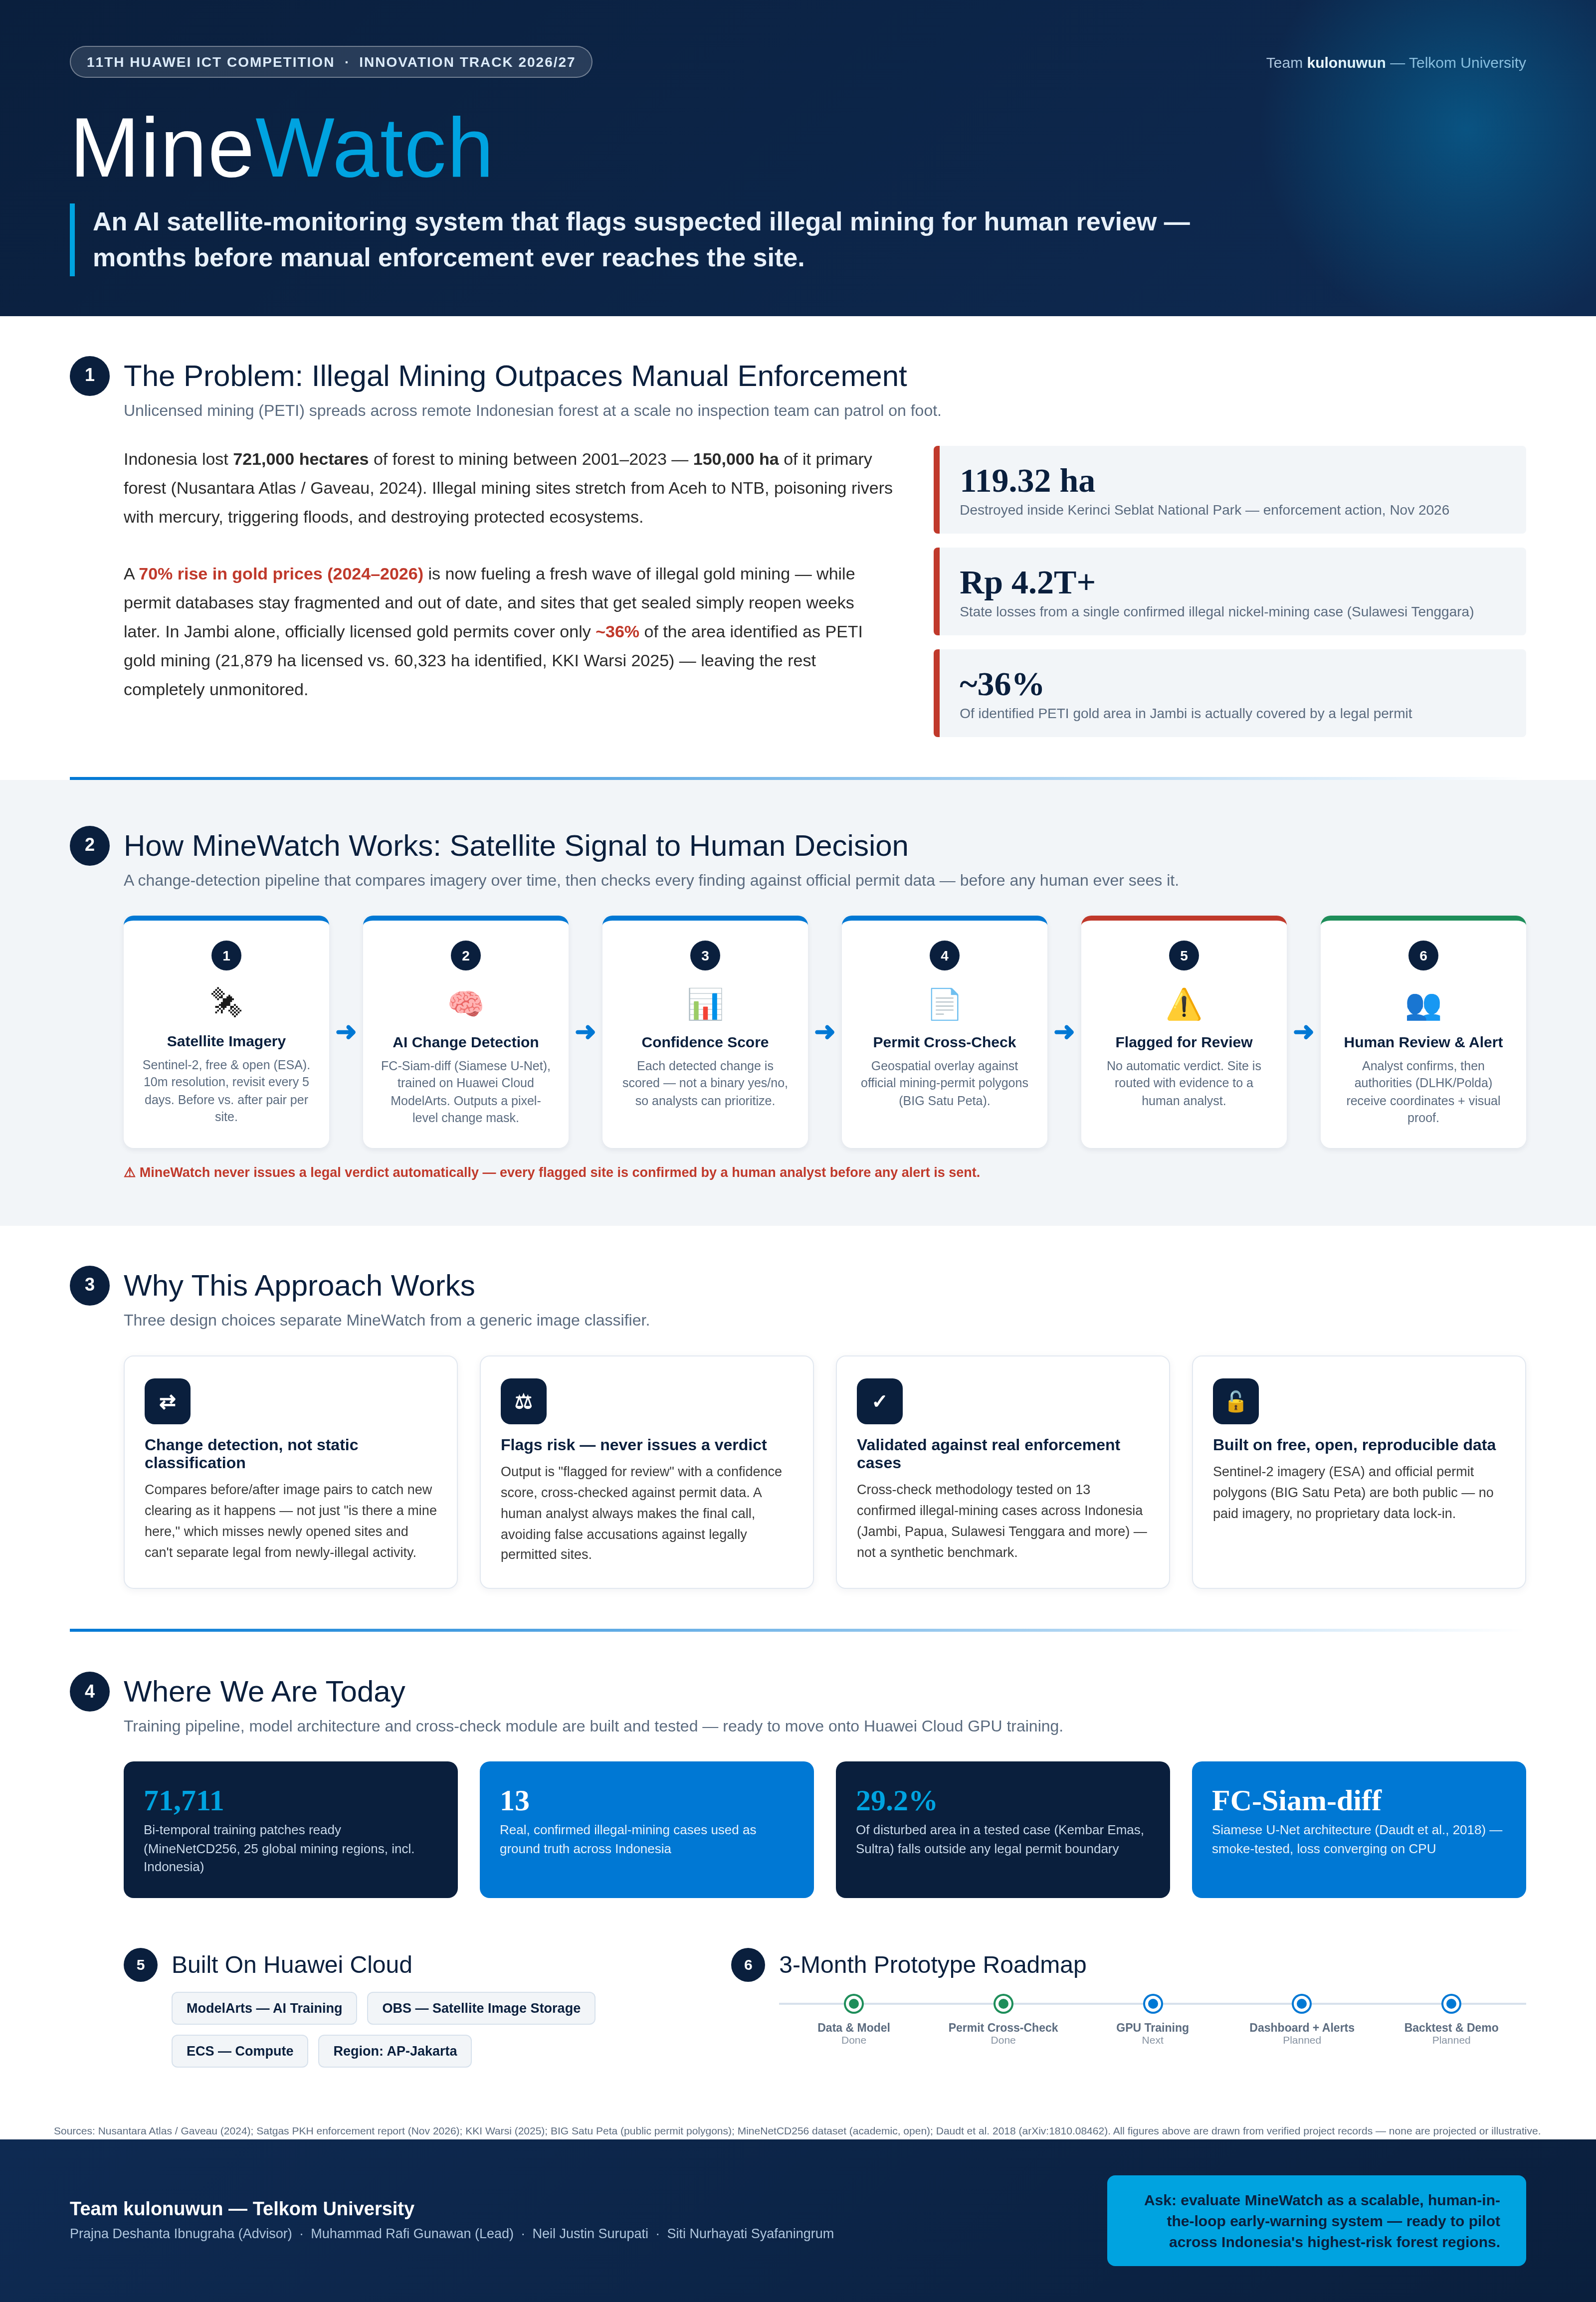 11TH HUAWEI ICT COMPETITION · INNOVATION TRACK 2026/27
Team kulonuwun — Telkom University
MineWatch
An AI satellite-monitoring system that flags suspected illegal mining for human review —
months before manual enforcement ever reaches the site.
1
The Problem: Illegal Mining Outpaces Manual Enforcement
Unlicensed mining (PETI) spreads across remote Indonesian forest at a scale no inspection team can patrol on foot.
Indonesia lost 721,000 hectares of forest to mining between 2001–2023 — 150,000 ha of it primary
forest (Nusantara Atlas / Gaveau, 2024). Illegal mining sites stretch from Aceh to NTB, poisoning rivers
with mercury, triggering floods, and destroying protected ecosystems.
A 70% rise in gold prices (2024–2026) is now fueling a fresh wave of illegal gold mining — while
permit databases stay fragmented and out of date, and sites that get sealed simply reopen weeks
later. In Jambi alone, officially licensed gold permits cover only ~36% of the area identified as PETI
gold mining (21,879 ha licensed vs. 60,323 ha identified, KKI Warsi 2025) — leaving the rest
completely unmonitored.
119.32 ha
Destroyed inside Kerinci Seblat National Park — enforcement action, Nov 2026
Rp 4.2T+
State losses from a single confirmed illegal nickel-mining case (Sulawesi Tenggara)
~36%
Of identified PETI gold area in Jambi is actually covered by a legal permit
2
How MineWatch Works: Satellite Signal to Human Decision
A change-detection pipeline that compares imagery over time, then checks every finding against official permit data — before any human ever sees it.
1
Satellite Imagery
Sentinel-2, free & open (ESA).
10m resolution, revisit every 5
days. Before vs. after pair per
site.
➜
2
AI Change Detection
FC-Siam-diff (Siamese U-Net),
trained on Huawei Cloud
ModelArts. Outputs a pixel-
level change mask.
➜
3
Confidence Score
Each detected change is
scored — not a binary yes/no,
so analysts can prioritize.
➜
4
Permit Cross-Check
Geospatial overlay against
official mining-permit polygons
(BIG Satu Peta).
➜
5
Flagged for Review
No automatic verdict. Site is
routed with evidence to a
human analyst.
➜
6
Human Review & Alert
Analyst confirms, then
authorities (DLHK/Polda)
receive coordinates + visual
proof.
⚠ MineWatch never issues a legal verdict automatically — every flagged site is confirmed by a human analyst before any alert is sent.
3
Why This Approach Works
Three design choices separate MineWatch from a generic image classifier.
⇄
Change detection, not static
classification
Compares before/after image pairs to catch new
clearing as it happens — not just "is there a mine
here," which misses newly opened sites and
can't separate legal from newly-illegal activity.
⚖
Flags risk — never issues a verdict
Output is "flagged for review" with a confidence
score, cross-checked against permit data. A
human analyst always makes the final call,
avoiding false accusations against legally
permitted sites.
✓
Validated against real enforcement
cases
Cross-check methodology tested on 13
confirmed illegal-mining cases across Indonesia
(Jambi, Papua, Sulawesi Tenggara and more) —
not a synthetic benchmark.
Built on free, open, reproducible data
Sentinel-2 imagery (ESA) and official permit
polygons (BIG Satu Peta) are both public — no
paid imagery, no proprietary data lock-in.
4
Where We Are Today
Training pipeline, model architecture and cross-check module are built and tested — ready to move onto Huawei Cloud GPU training.
71,711
Bi-temporal training patches ready
(MineNetCD256, 25 global mining regions, incl.
Indonesia)
13
Real, confirmed illegal-mining cases used as
ground truth across Indonesia
29.2%
Of disturbed area in a tested case (Kembar Emas,
Sultra) falls outside any legal permit boundary
FC-Siam-diff
Siamese U-Net architecture (Daudt et al., 2018) —
smoke-tested, loss converging on CPU
5
Built On Huawei Cloud
ModelArts — AI Training
OBS — Satellite Image Storage
ECS — Compute
Region: AP-Jakarta
6
3-Month Prototype Roadmap
Data & Model
Done
Permit Cross-Check
Done
GPU Training
Next
Dashboard + Alerts
Planned
Backtest & Demo
Planned
Sources: Nusantara Atlas / Gaveau (2024); Satgas PKH enforcement report (Nov 2026); KKI Warsi (2025); BIG Satu Peta (public permit polygons); MineNetCD256 dataset (academic, open); Daudt et al. 2018 (arXiv:1810.08462). All figures above are drawn from verified project records — none are projected or illustrative.
Team kulonuwun — Telkom University
Prajna Deshanta Ibnugraha (Advisor) · Muhammad Rafi Gunawan (Lead) · Neil Justin Surupati · Siti Nurhayati Syafaningrum
Ask: evaluate MineWatch as a scalable, human-in-
the-loop early-warning system — ready to pilot
across Indonesia's highest-risk forest regions.